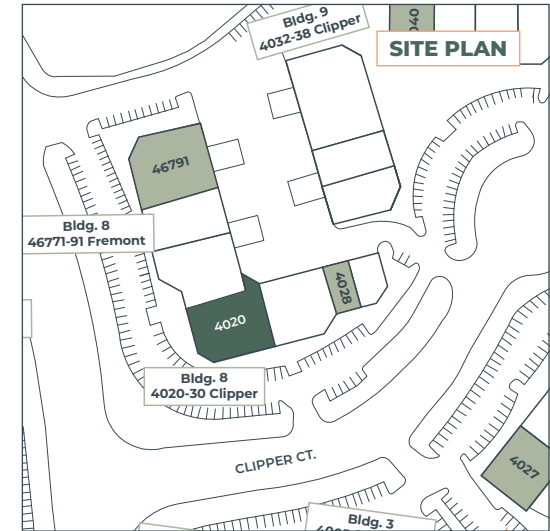 Bldg. 9
4032-38 Clipper
SITE PLAN
46791
Bldg. 8
46771-91 Fremont
4028
4020
Bldg. 8
4020-30 Clipper
CLIPPER CT.
4027
Bldg. 3